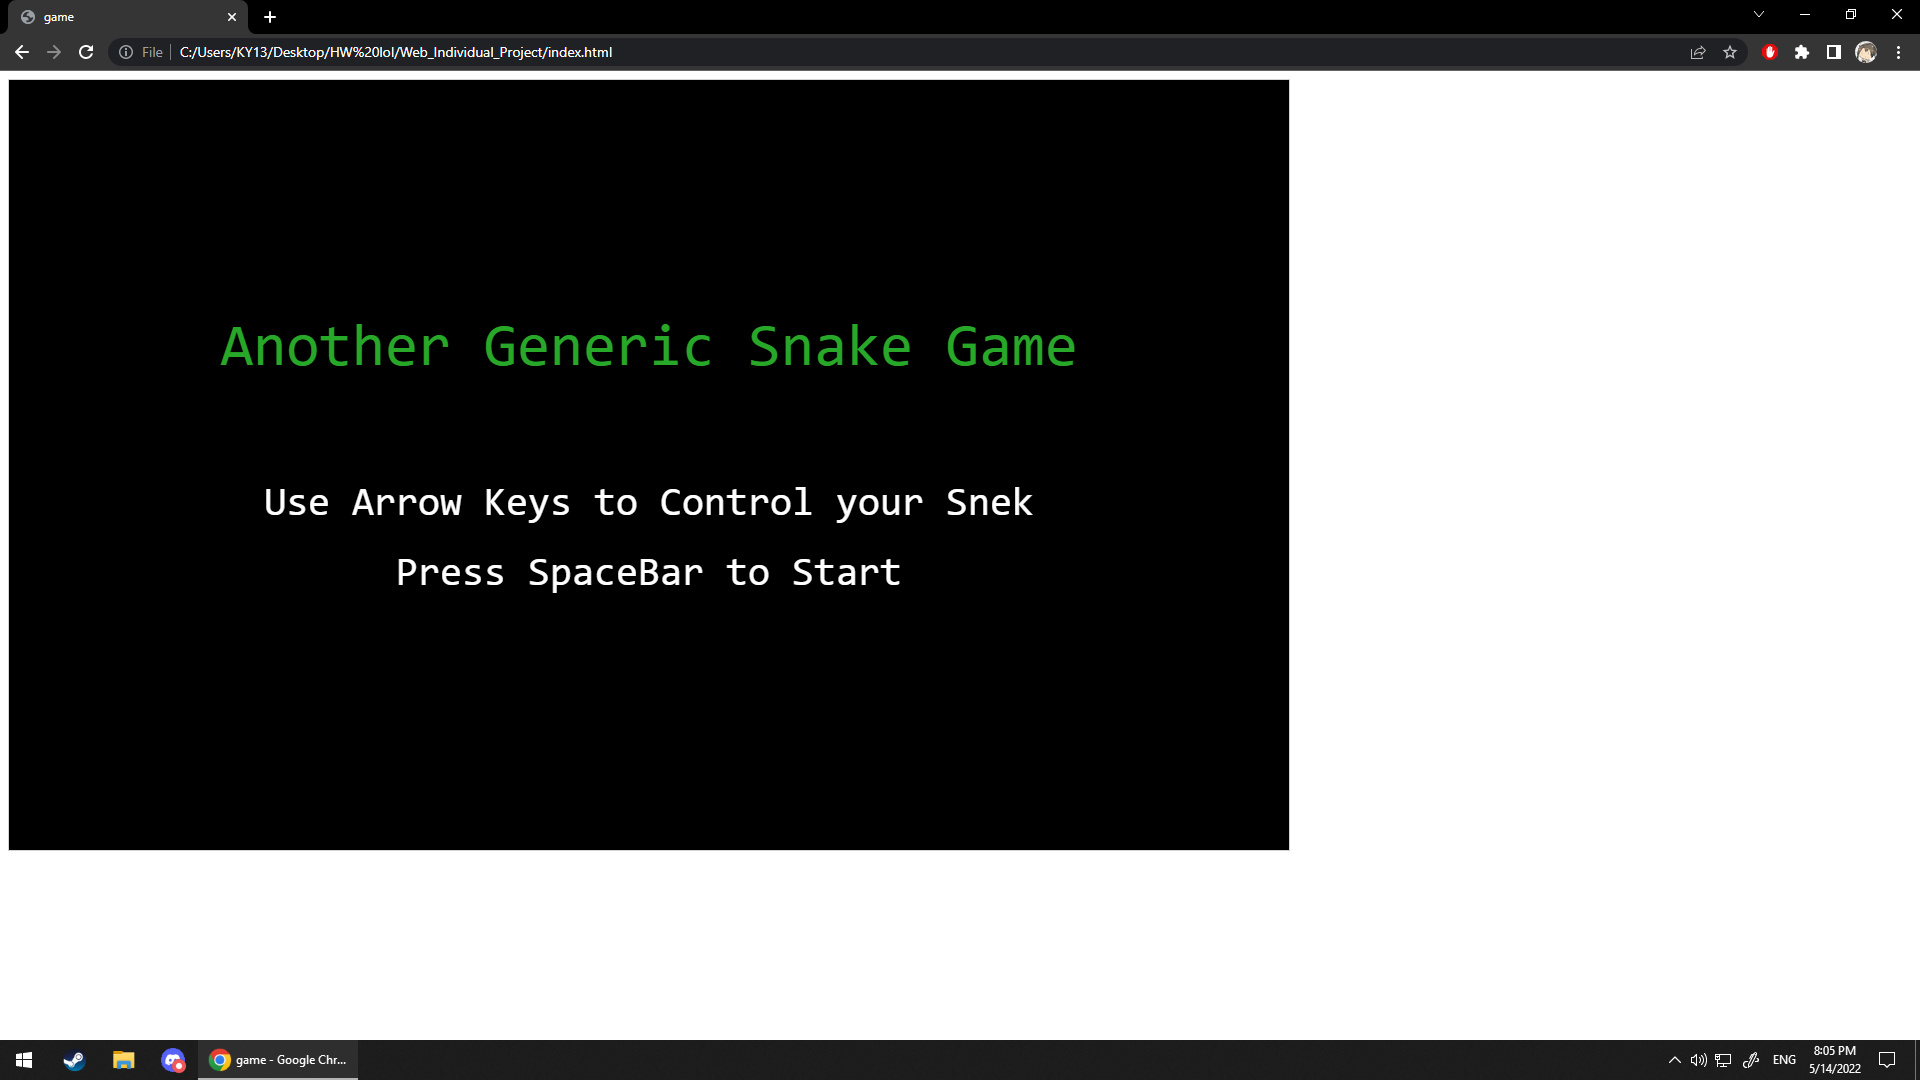 game
File C:/Users/KY13/Desktop/HW%20lol/Web_Individual_Project/index.html
Another Generic Snake Game
Use Arrow Keys to Control your Snek
Press SpaceBar to Start
game - Google Chr...
ENG
8:05 PM
5/14/2022